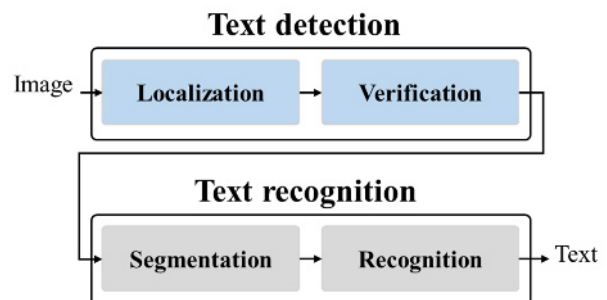 Text detection
Image
Localization
Verification
Text recognition
Segmentation
Recognition
Text